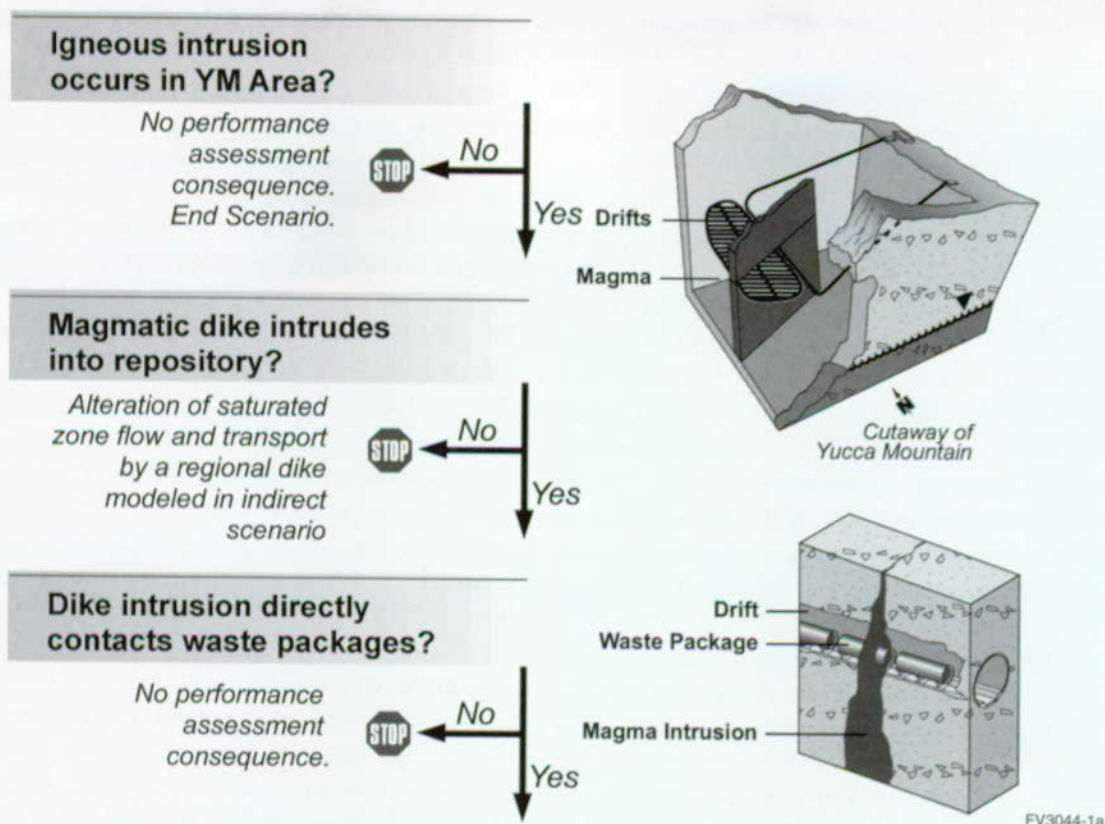 Igneous intrusion
occurs in YM Area?
No performance
assessment
consequence.
End Scenario.
STOP
No
Yes
Drifts
Magma
N
Cutaway of
Yucca Mountain
Magmatic dike intrudes
into repository?
Alteration of saturated
zone flow and transport
by a regional dike
modeled in indirect
scenario
STOP
No
Yes
Dike intrusion directly
contacts waste packages?
No performance
assessment
consequence.
STOP
No
Yes
Drift
Waste Package
Magma Intrusion
FV3044-1a